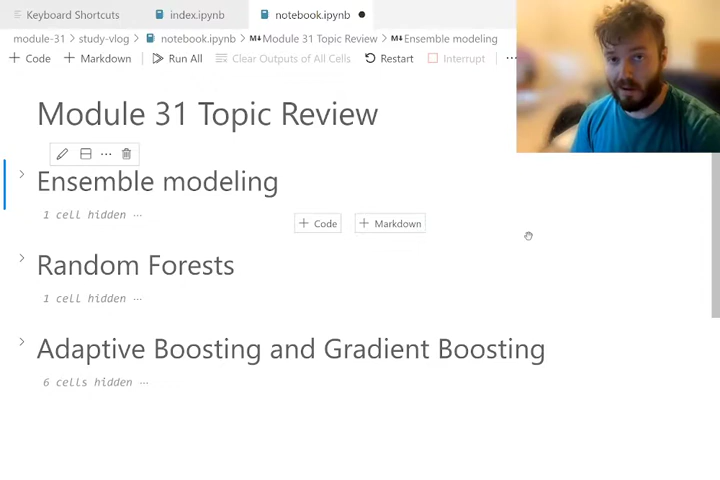 Keyboard Shortcuts index.ipynb notebook.ipynb
module-31 > study-vlog > notebook.ipynb > M↓Module 31 Topic Review > M↓Ensemble modeling
+ Code + Markdown Run All Clear Outputs of All Cells Restart Interrupt ...
Module 31 Topic Review
Ensemble modeling
1 cell hidden ...
+ Code + Markdown
Random Forests
1 cell hidden ...
Adaptive Boosting and Gradient Boosting
6 cells hidden ...